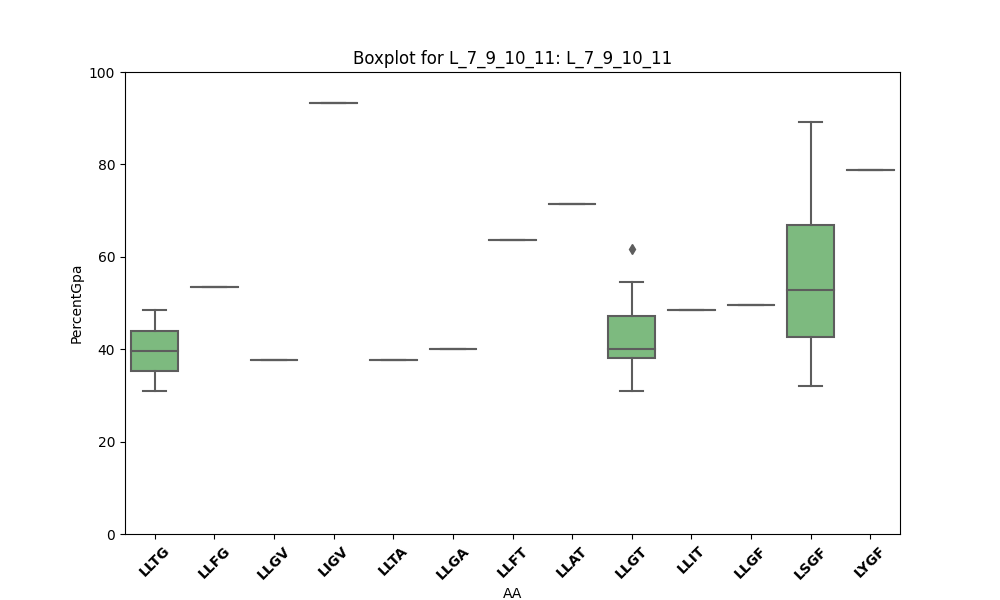 Boxplot for L_7_9_10_11: L_7_9_10_11
100
80
60
40
20
0
PercentGpa
LLTG LLFG LLGV LIGV LLTA LLGA LLFT LLAT LLGT LLIT LLGF LSGF LYGF
AA